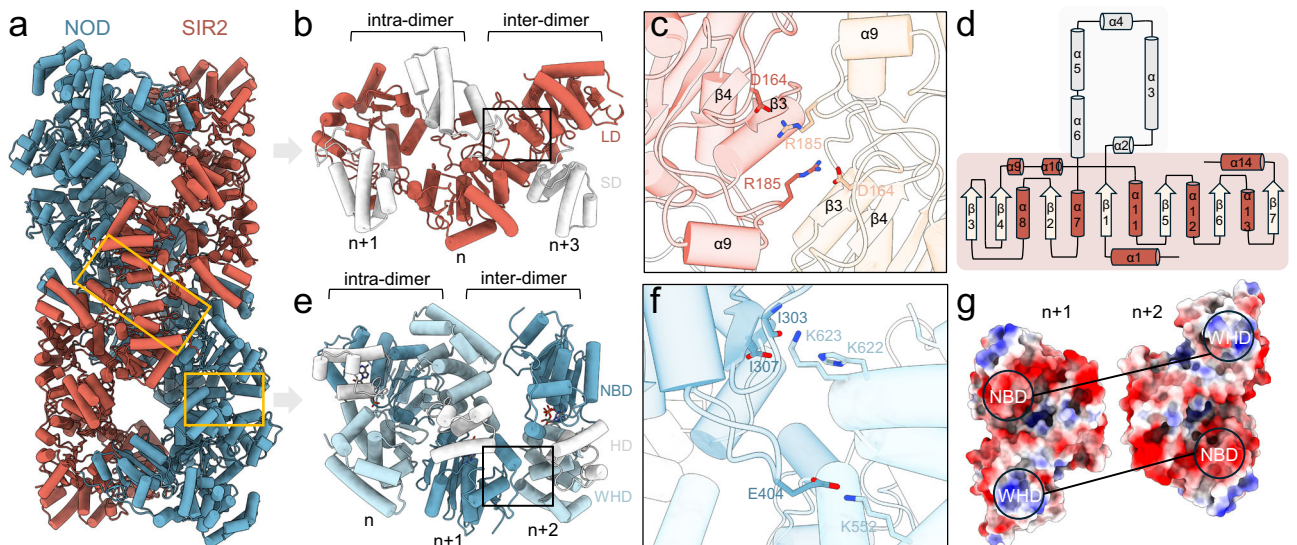 a
NOD
SIR2
b
intra-dimer
inter-dimer
LD
SD
n+1
n
n+3
c
α9
D164
β4
β3
R185
R185
D164
β3
β4
α9
d
α4
α5
α3
α6
α2
α9
α10
α14
β3
β4
α8
β2
α7
β1
α11
β5
α12
β6
α13
β7
α1
e
intra-dimer
inter-dimer
NBD
HD
WHD
n
n+1
n+2
f
I303
K623
K622
I307
E404
K552
g
n+1
n+2
WHD
NBD
NBD
WHD